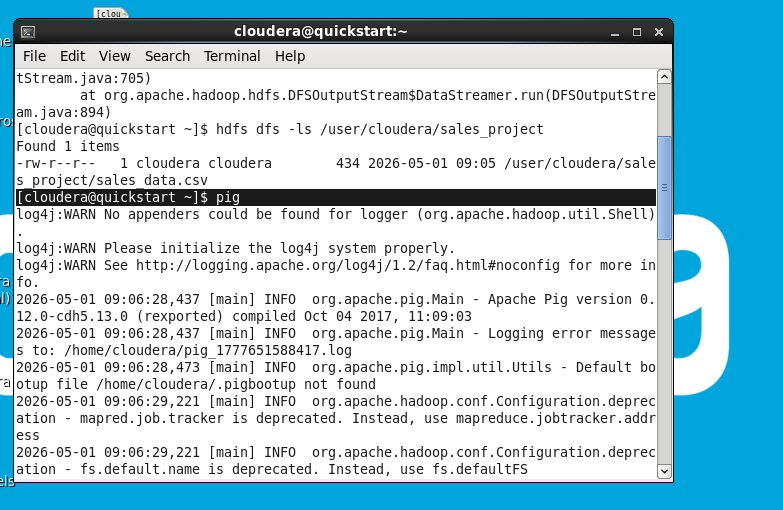 [clou
cloudera@quickstart:~
File Edit View Search Terminal Help
tStream.java:705)
        at org.apache.hadoop.hdfs.DFSOutputStream$DataStreamer.run(DFSOutputStre
am.java:894)
[cloudera@quickstart ~]$ hdfs dfs -ls /user/cloudera/sales_project
Found 1 items
-rw-r--r--   1 cloudera cloudera        434 2026-05-01 09:05 /user/cloudera/sale
s_project/sales_data.csv
[cloudera@quickstart ~]$ pig
log4j:WARN No appenders could be found for logger (org.apache.hadoop.util.Shell)
.
log4j:WARN Please initialize the log4j system properly.
log4j:WARN See http://logging.apache.org/log4j/1.2/faq.html#noconfig for more in
fo.
2026-05-01 09:06:28,437 [main] INFO  org.apache.pig.Main - Apache Pig version 0.
12.0-cdh5.13.0 (rexported) compiled Oct 04 2017, 11:09:03
2026-05-01 09:06:28,437 [main] INFO  org.apache.pig.Main - Logging error message
s to: /home/cloudera/pig_1777651588417.log
2026-05-01 09:06:28,473 [main] INFO  org.apache.pig.impl.util.Utils - Default bo
otup file /home/cloudera/.pigbootup not found
2026-05-01 09:06:29,221 [main] INFO  org.apache.hadoop.conf.Configuration.deprec
ation - mapred.job.tracker is deprecated. Instead, use mapreduce.jobtracker.addr
ess
2026-05-01 09:06:29,221 [main] INFO  org.apache.hadoop.conf.Configuration.deprec
ation - fs.default.name is deprecated. Instead, use fs.defaultFS